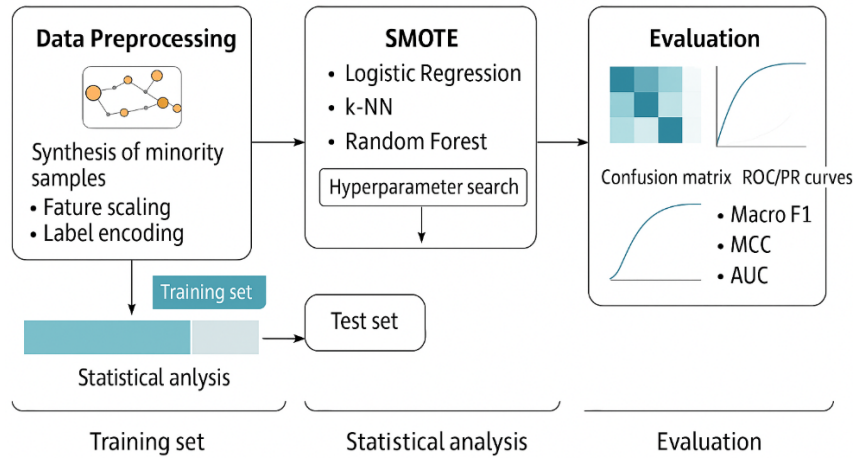 Data Preprocessing
Synthesis of minority
samples
• Fature scaling
• Label encoding
SMOTE
• Logistic Regression
• k-NN
• Random Forest
Hyperparameter search
Evaluation
Confusion matrix
ROC/PR curves
• Macro F1
• MCC
• AUC
Training set
Test set
Statistical anlysis
Training set
Statistical analysis
Evaluation